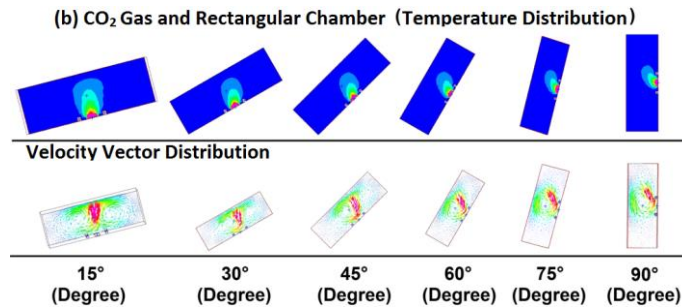 (b) CO₂ Gas and Rectangular Chamber (Temperature Distribution)
Velocity Vector Distribution
15° 30° 45° 60° 75° 90°
(Degree) (Degree) (Degree) (Degree) (Degree) (Degree)